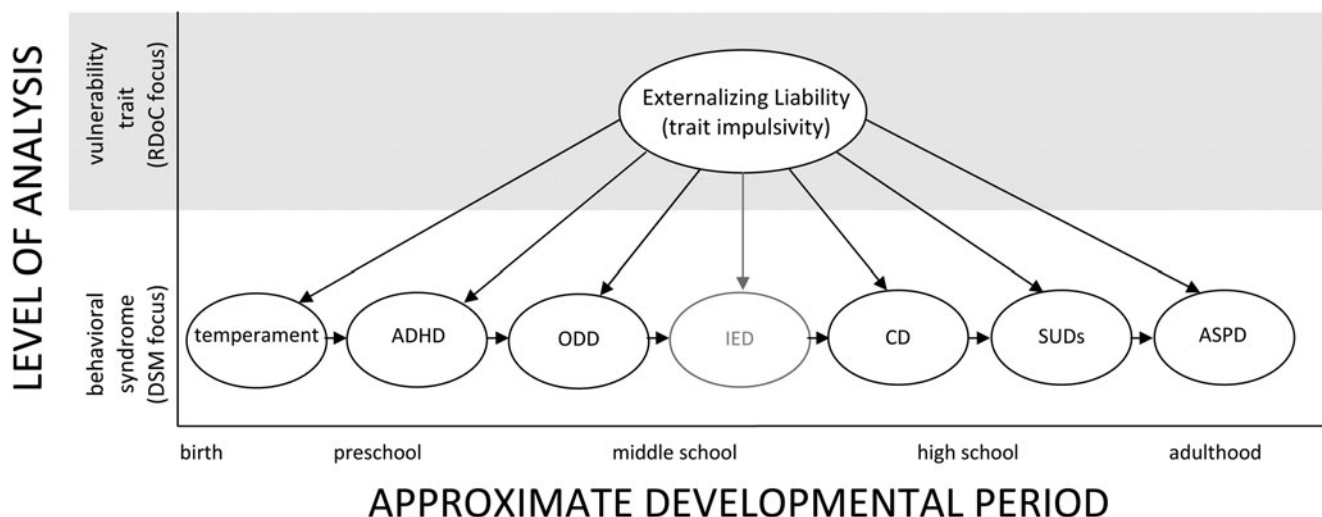 LEVEL OF ANALYSIS
vulnerability
trait
(RDoC focus)
Externalizing Liability
(trait impulsivity)
behavioral
syndrome
(DSM focus)
temperament
ADHD
ODD
IED
CD
SUDs
ASPD
birth
preschool
middle school
high school
adulthood
APPROXIMATE DEVELOPMENTAL PERIOD